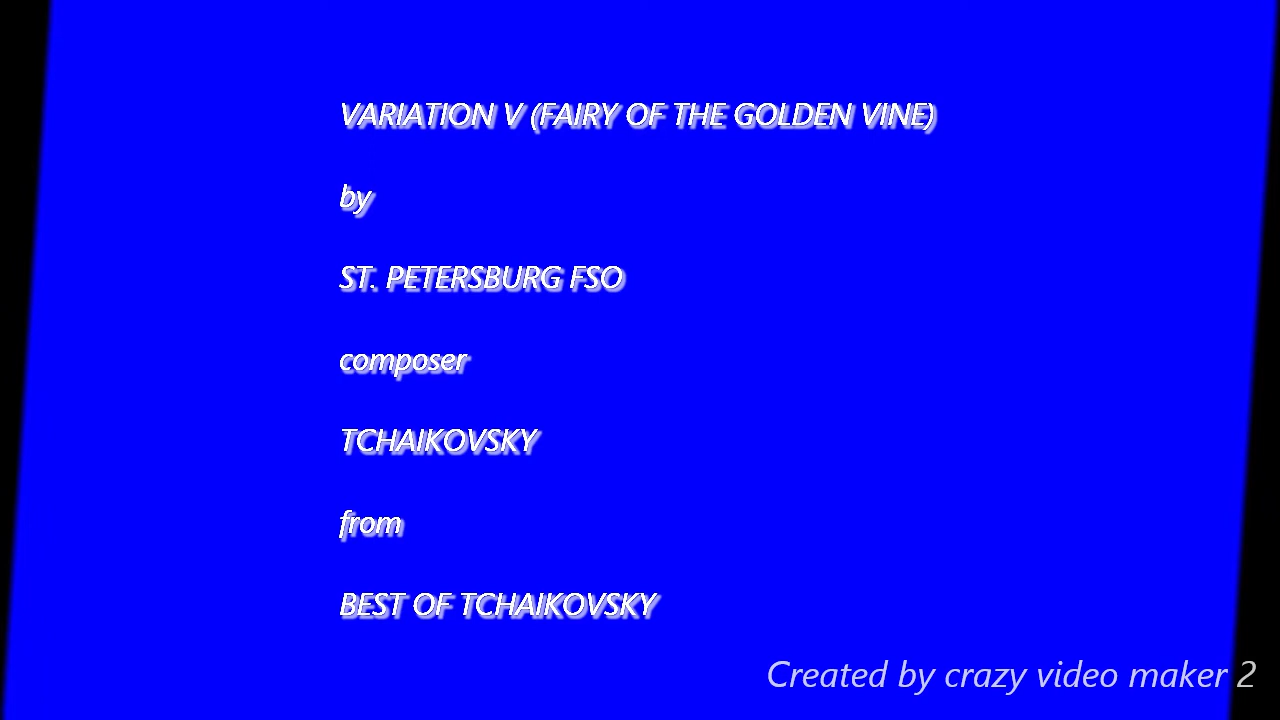 VARIATION V (FAIRY OF THE GOLDEN VINE)
by
ST. PETERSBURG FSO
composer
TCHAIKOVSKY
from
BEST OF TCHAIKOVSKY
Created by crazy video maker 2